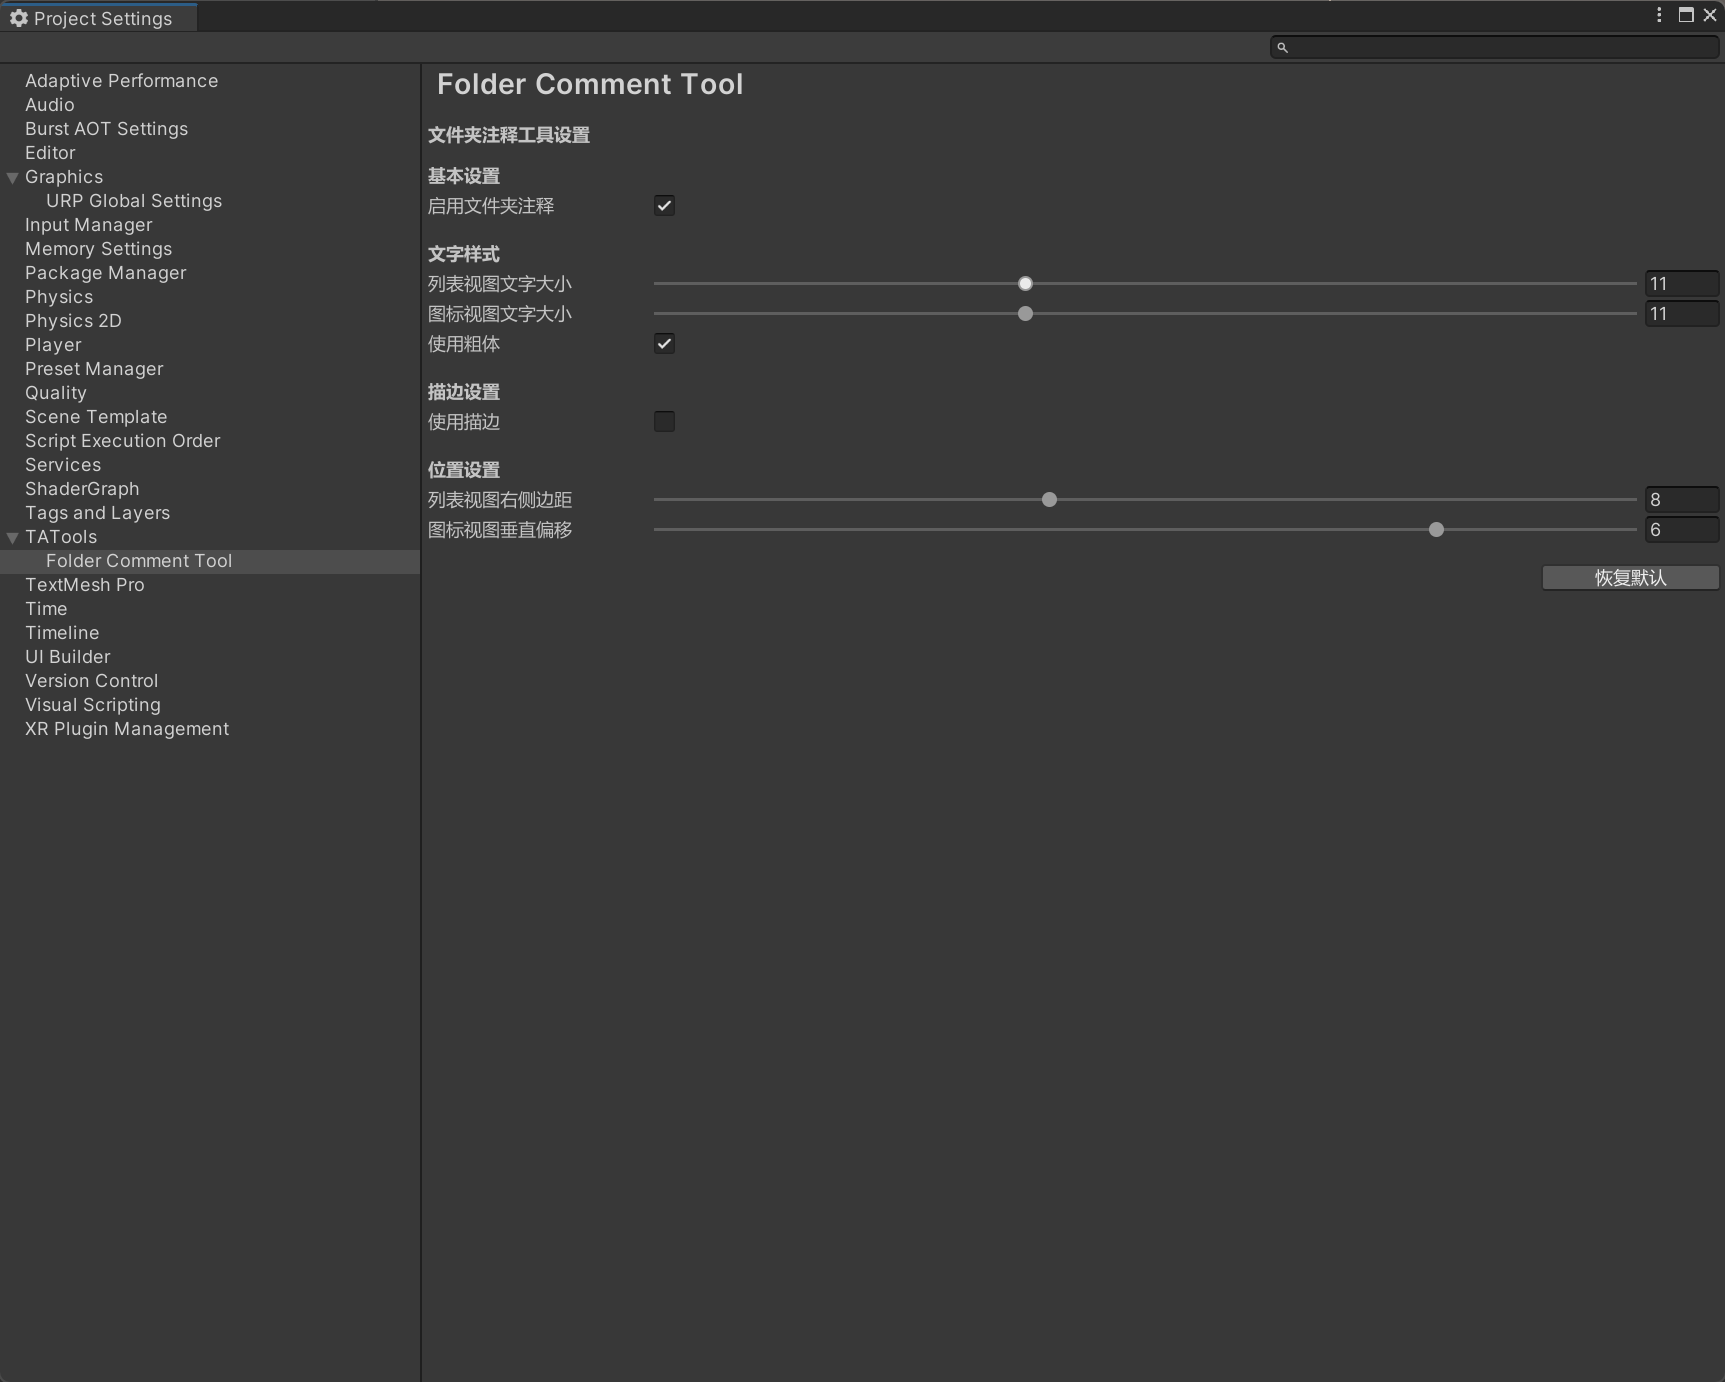 Project Settings
Adaptive Performance
Audio
Burst AOT Settings
Editor
Graphics
URP Global Settings
Input Manager
Memory Settings
Package Manager
Physics
Physics 2D
Player
Preset Manager
Quality
Scene Template
Script Execution Order
Services
ShaderGraph
Tags and Layers
TATools
Folder Comment Tool
TextMesh Pro
Time
Timeline
UI Builder
Version Control
Visual Scripting
XR Plugin Management
Folder Comment Tool
文件夹注释工具设置
基本设置
启用文件夹注释
文字样式
列表视图文字大小 11
图标视图文字大小 11
使用粗体
描边设置
使用描边
位置设置
列表视图右侧边距 8
图标视图垂直偏移 6
恢复默认